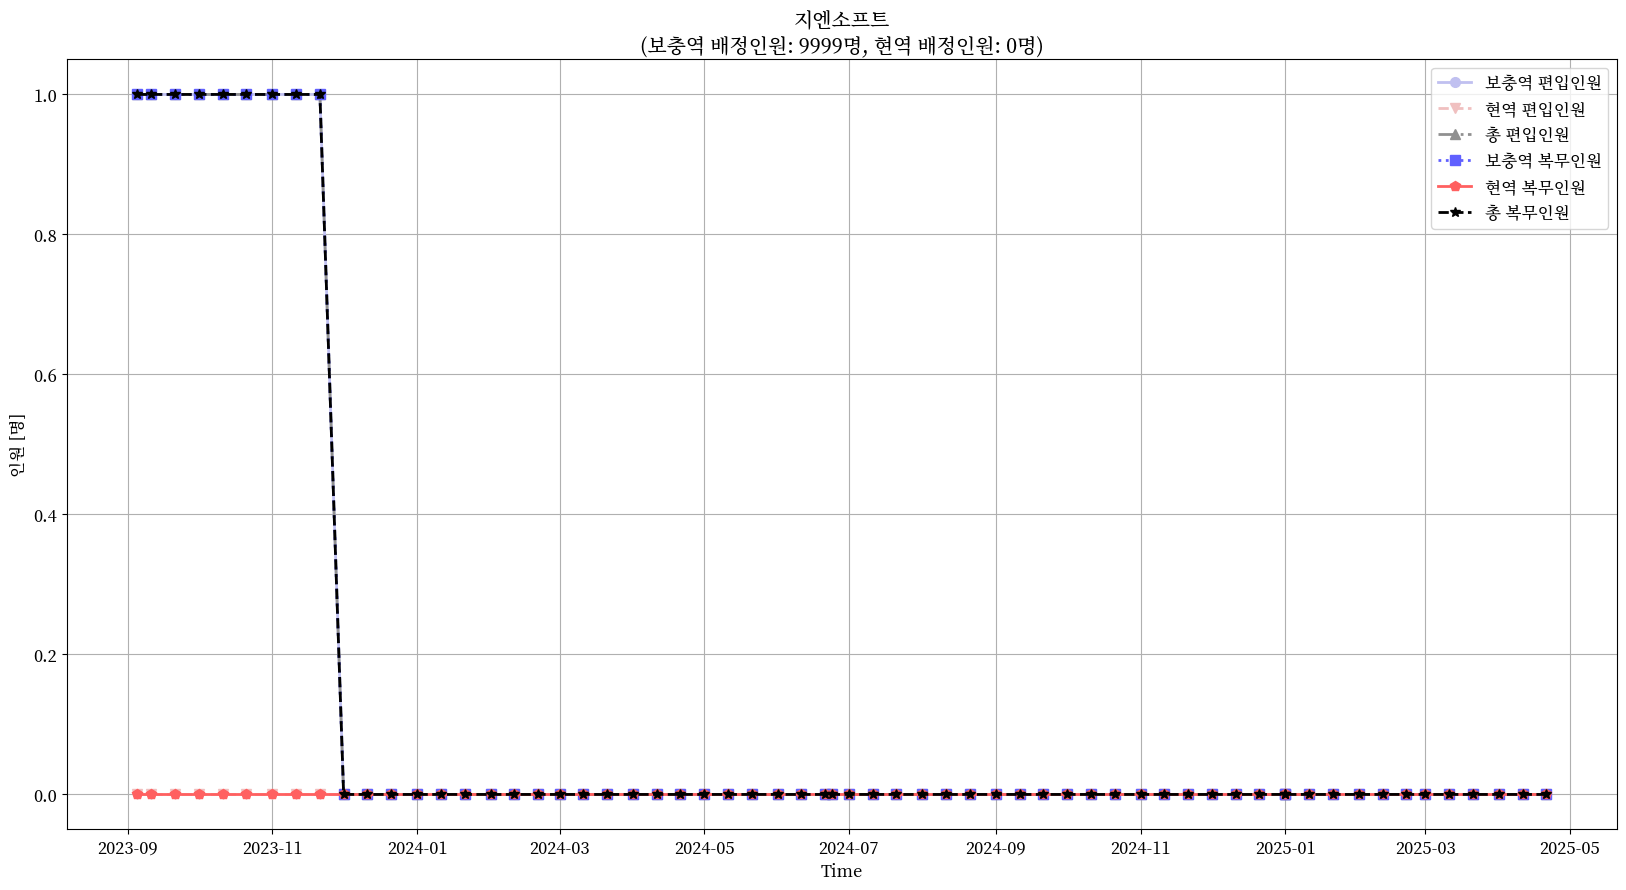 지엔소프트
(보충역 배정인원: 9999명, 현역 배정인원: 0명)
보충역 편입인원
현역 편입인원
총 편입인원
보충역 복무인원
현역 복무인원
총 복무인원
인원 [명]
1.0
0.8
0.6
0.4
0.2
0.0
2023-09
2023-11
2024-01
2024-03
2024-05
2024-07
2024-09
2024-11
2025-01
2025-03
2025-05
Time